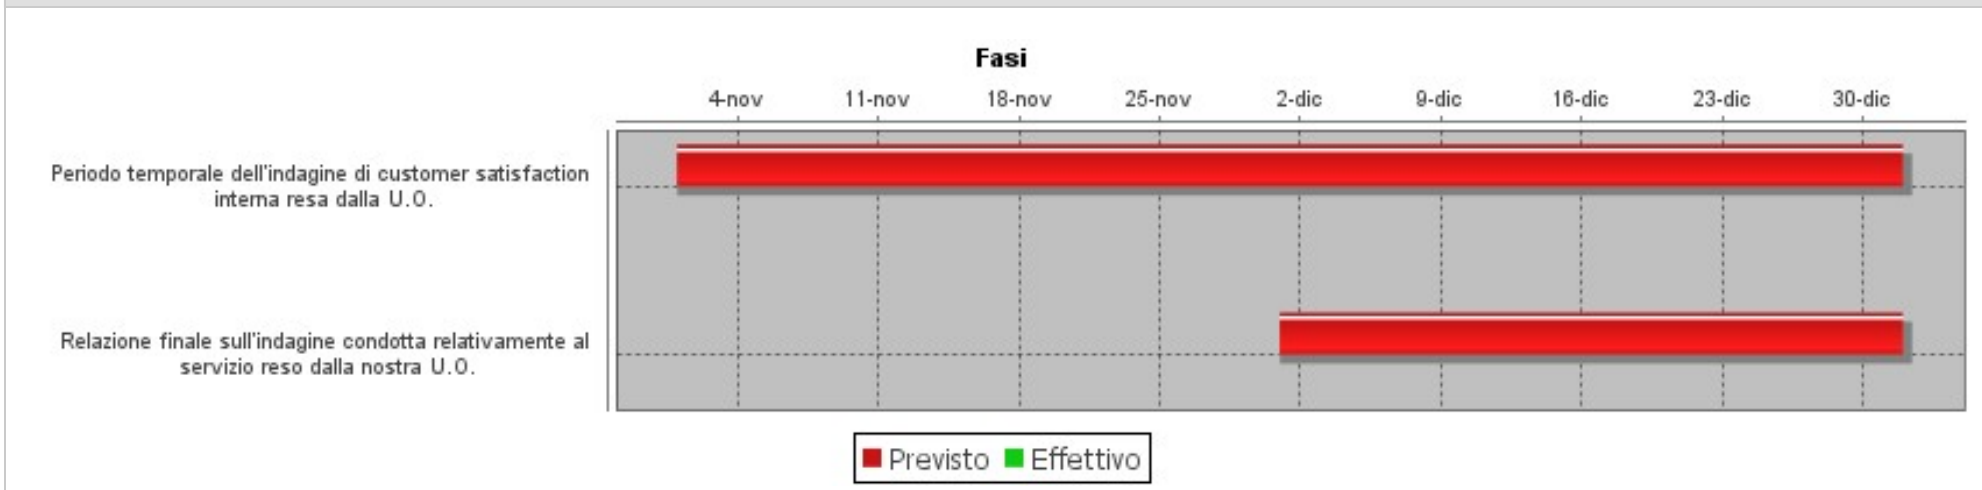 Fasi
4-nov 11-nov 18-nov 25-nov 2-dic 9-dic 16-dic 23-dic 30-dic
Periodo temporale dell'indagine di customer satisfaction
interna resa dalla U.O.
Relazione finale sull'indagine condotta relativamente al
servizio reso dalla nostra U.O.
Previsto Effettivo